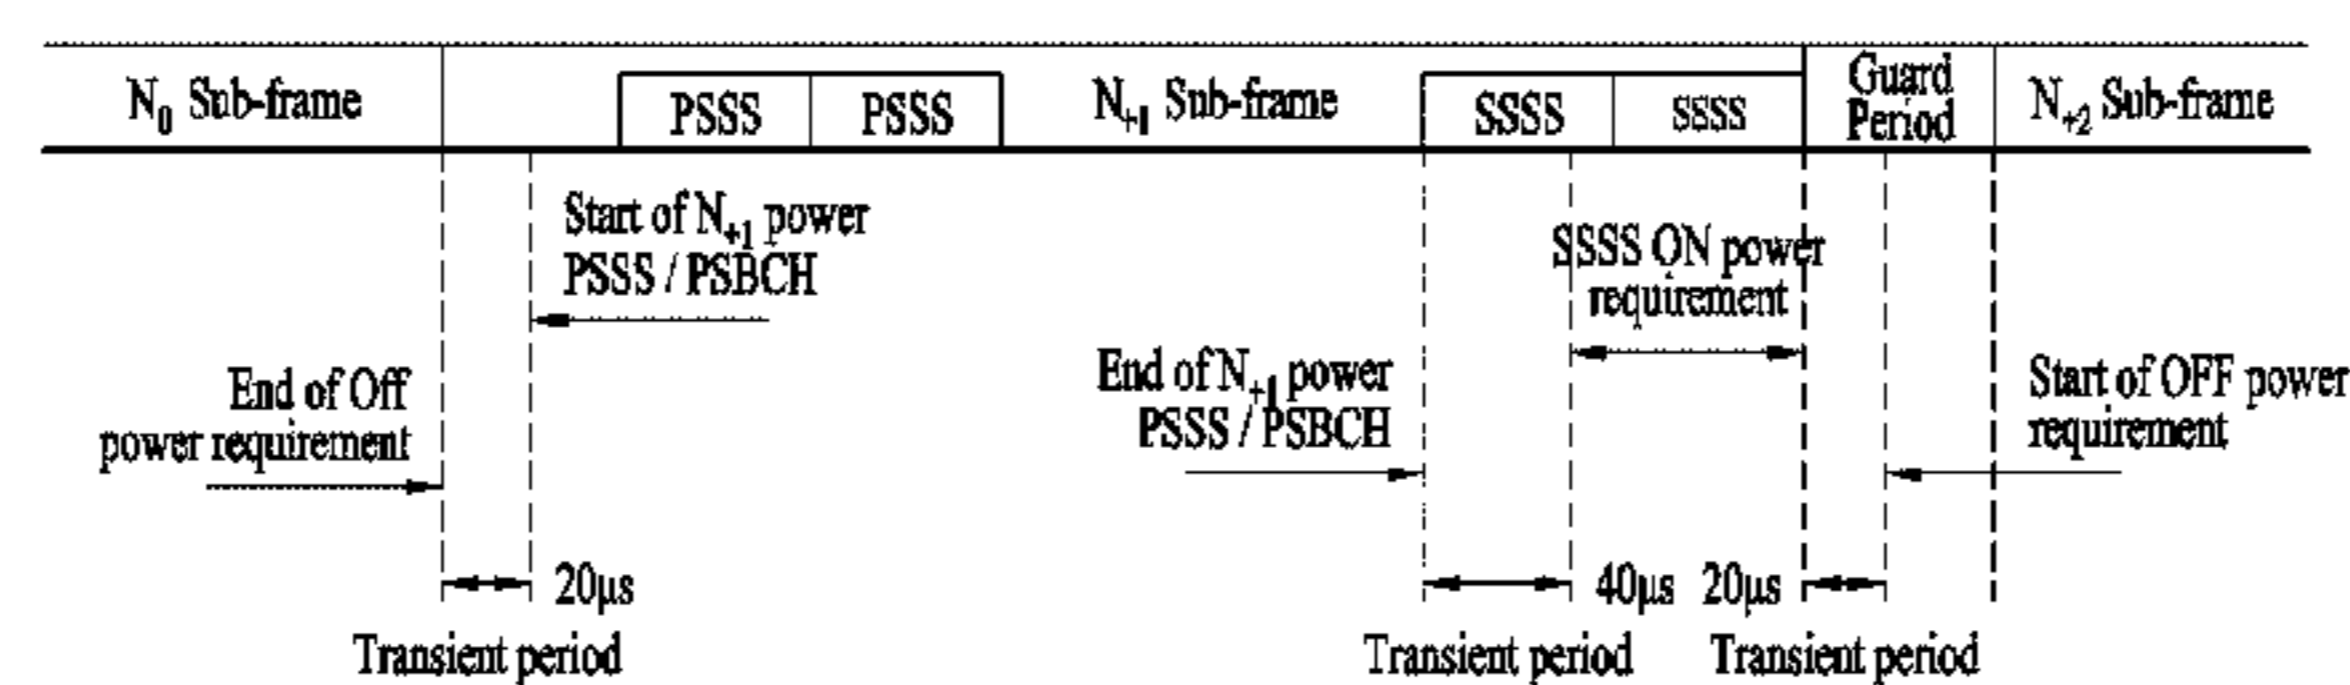 N0 Sub-frame
PSSS
PSSS
N+1 Sub-frame
SSSS
SSSS
Guard
Period
N+2 Sub-frame
Start of N+1 power
PSSS / PSBCH
SSSS ON power
requirement
End of Off
power requirement
End of N+1 power
PSSS / PSBCH
Start of OFF power
requirement
20µs
40µs
20µs
Transient period
Transient period
Transient period